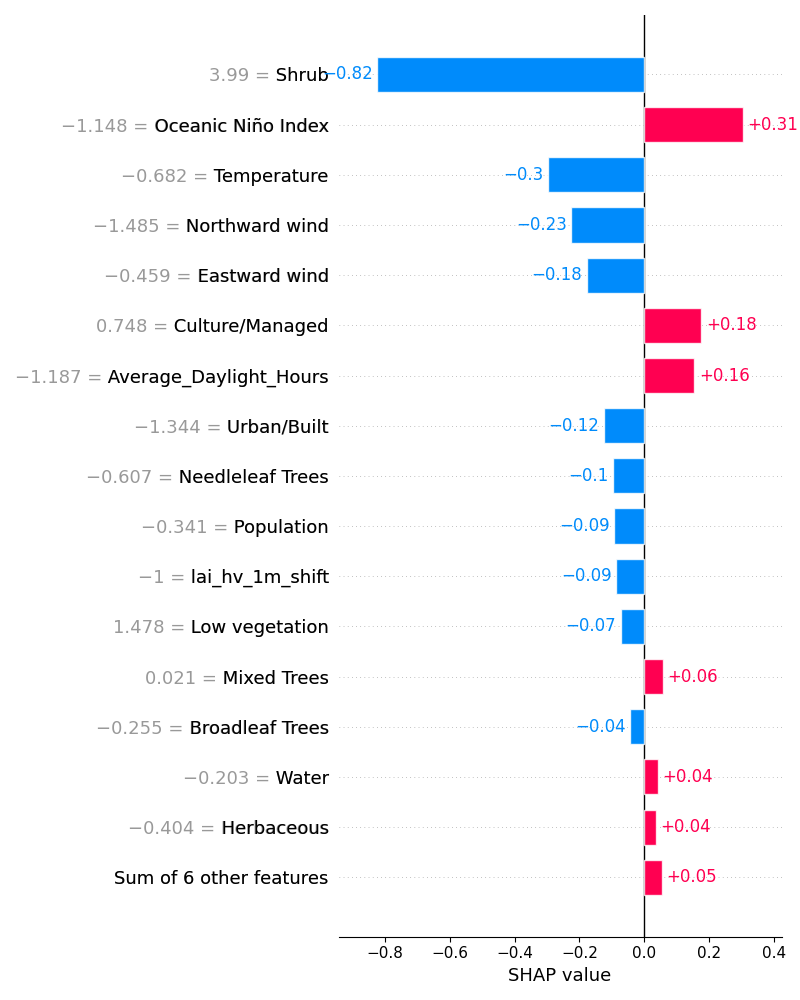 3.99 = Shrub −0.82
−1.148 = Oceanic Niño Index +0.31
−0.682 = Temperature −0.3
−1.485 = Northward wind −0.23
−0.459 = Eastward wind −0.18
0.748 = Culture/Managed +0.18
−1.187 = Average_Daylight_Hours +0.16
−1.344 = Urban/Built −0.12
−0.607 = Needleleaf Trees −0.1
−0.341 = Population −0.09
−1 = lai_hv_1m_shift −0.09
1.478 = Low vegetation −0.07
0.021 = Mixed Trees +0.06
−0.255 = Broadleaf Trees −0.04
−0.203 = Water +0.04
−0.404 = Herbaceous +0.04
Sum of 6 other features +0.05
−0.8 −0.6 −0.4 −0.2 0.0 0.2 0.4
SHAP value